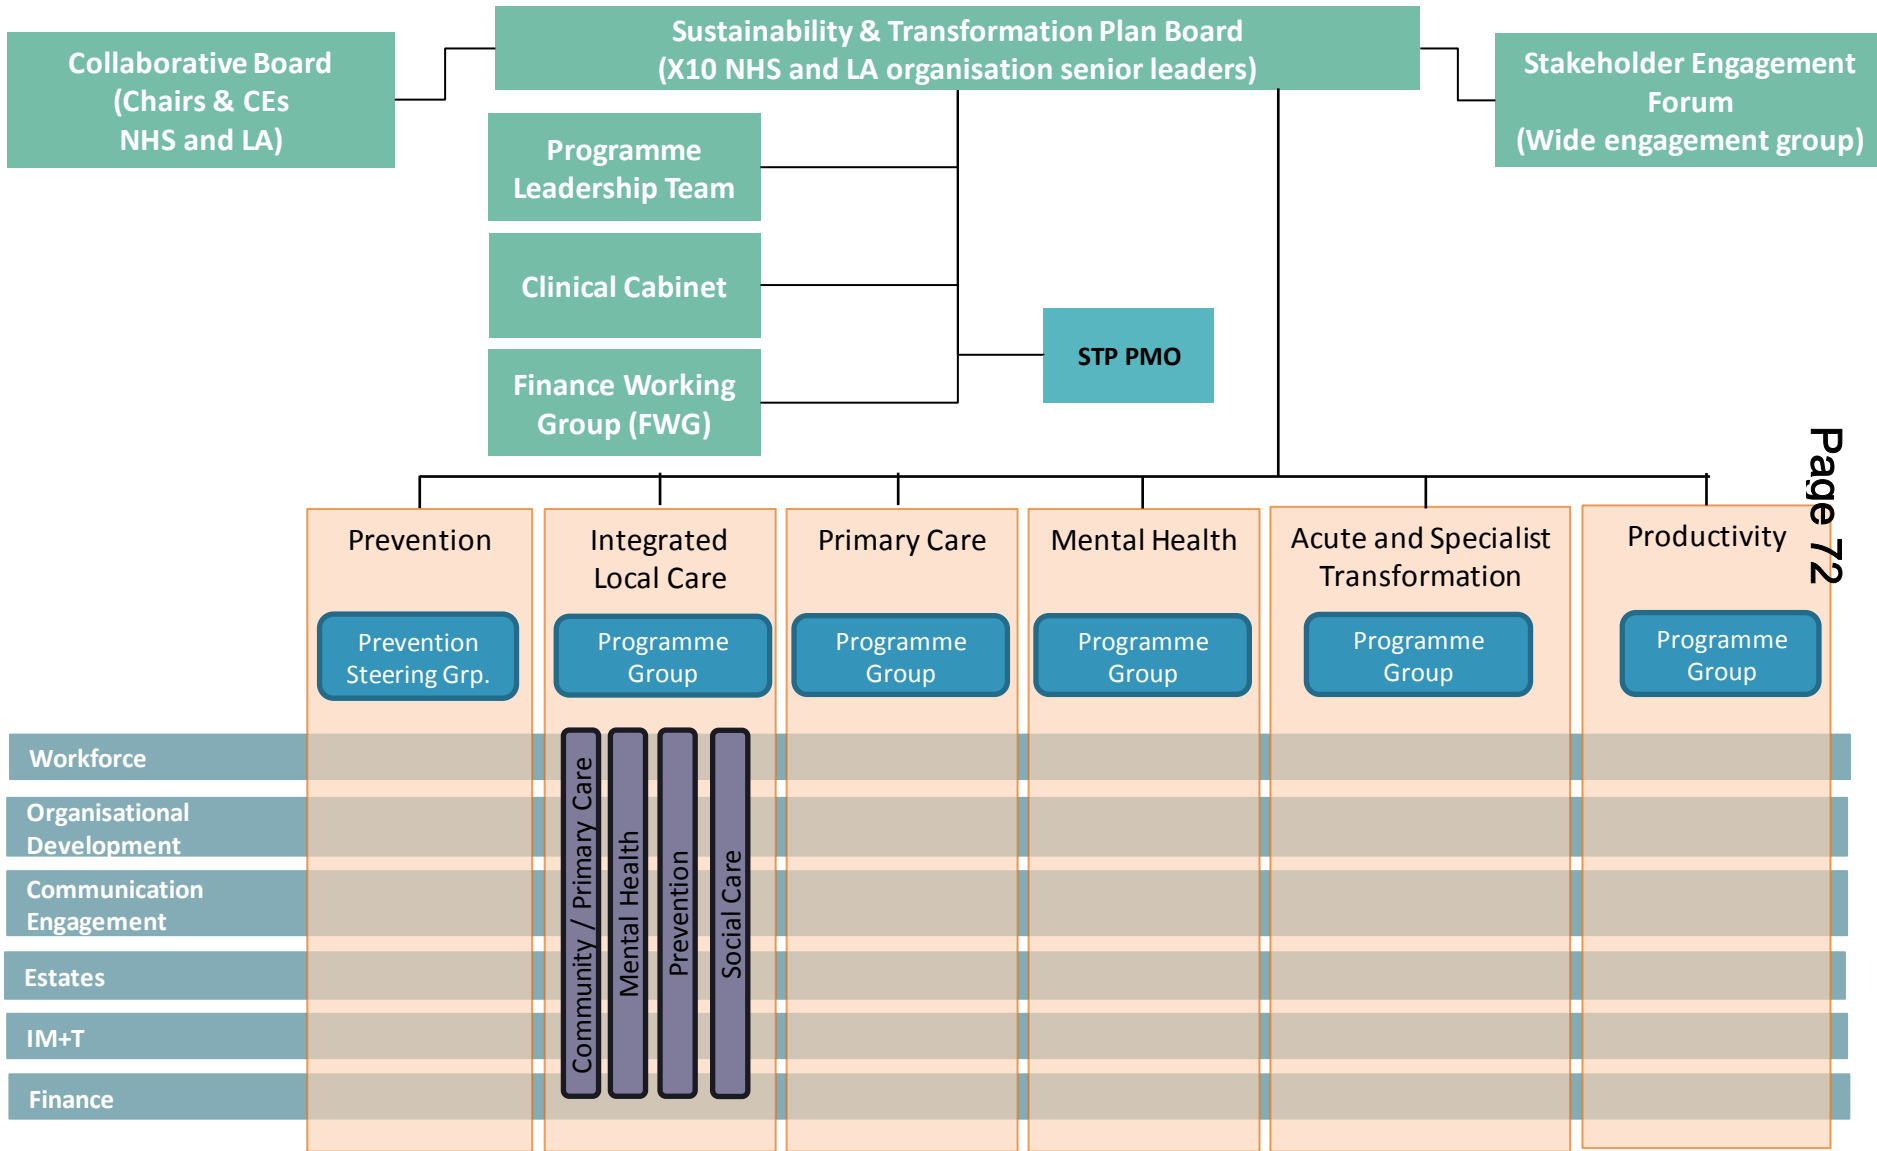 Sustainability & Transformation Plan Board
(X10 NHS and LA organisation senior leaders)
Collaborative Board
(Chairs & CEs
NHS and LA)
Stakeholder Engagement
Forum
(Wide engagement group)
Programme
Leadership Team
Clinical Cabinet
STP PMO
Finance Working
Group (FWG)
Page 72
Prevention
Integrated
Local Care
Primary Care
Mental Health
Acute and Specialist
Transformation
Productivity
Prevention
Steering Grp.
Programme
Group
Programme
Group
Programme
Group
Programme
Group
Programme
Group
Workforce
Organisational
Development
Communication
Engagement
Estates
IM+T
Finance
Community / Primary Care
Mental Health
Prevention
Social Care